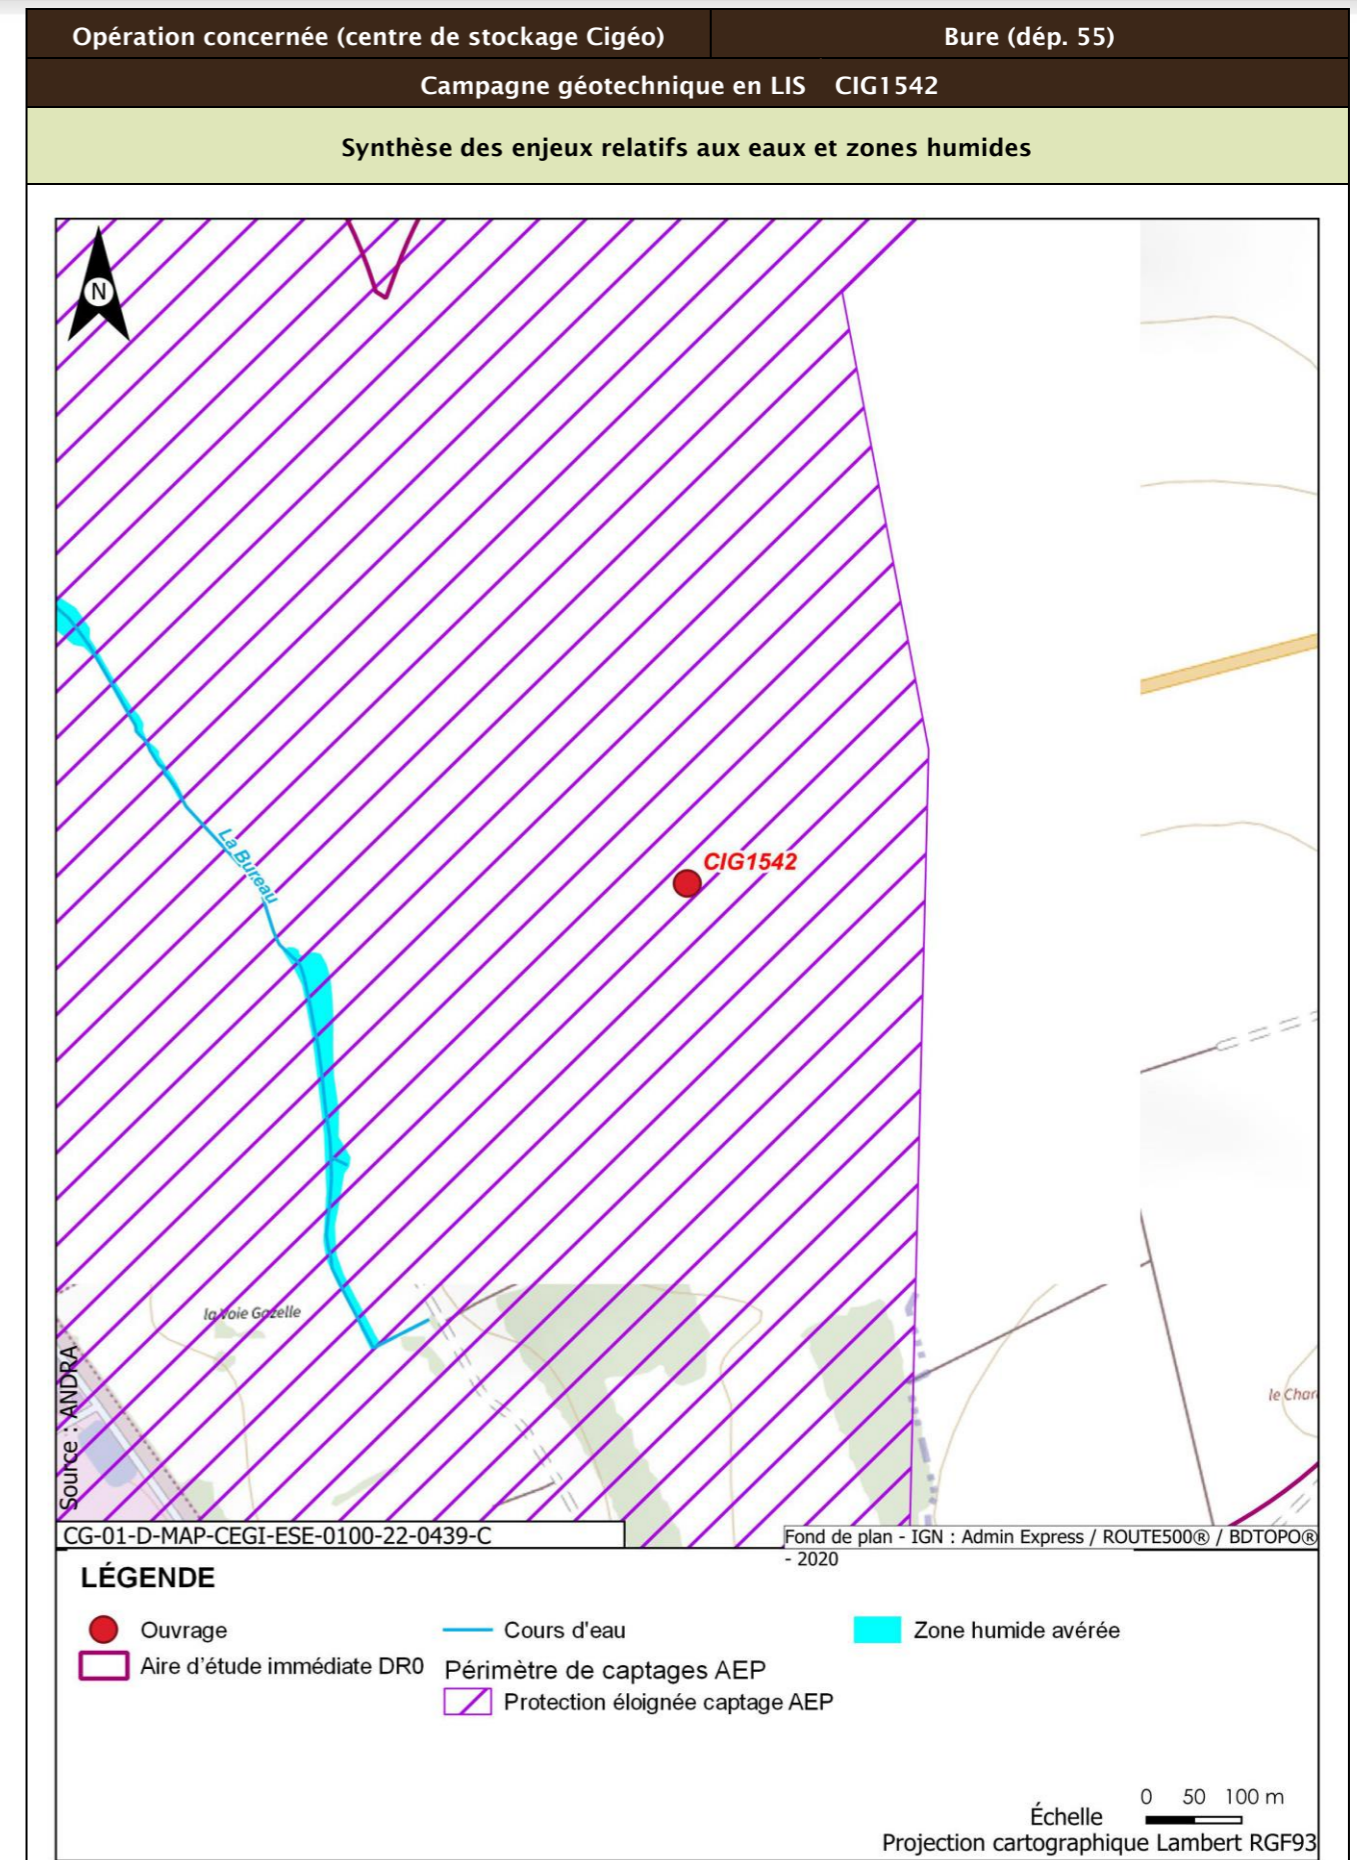 Opération concernée (centre de stockage Cigéo) Bure (dép. 55)
Campagne géotechnique en LIS CIG1542
Synthèse des enjeux relatifs aux eaux et zones humides
N
La Bureau
CIG1542
la Voie Gazelle
le Char
Source : ANDRA
CG-01-D-MAP-CEGI-ESE-0100-22-0439-C
Fond de plan - IGN : Admin Express / ROUTE500® / BDTOPO®
- 2020
LÉGENDE
Ouvrage
Aire d'étude immédiate DR0
Cours d'eau
Périmètre de captages AEP
Protection éloignée captage AEP
Zone humide avérée
0 50 100 m
Échelle
Projection cartographique Lambert RGF93